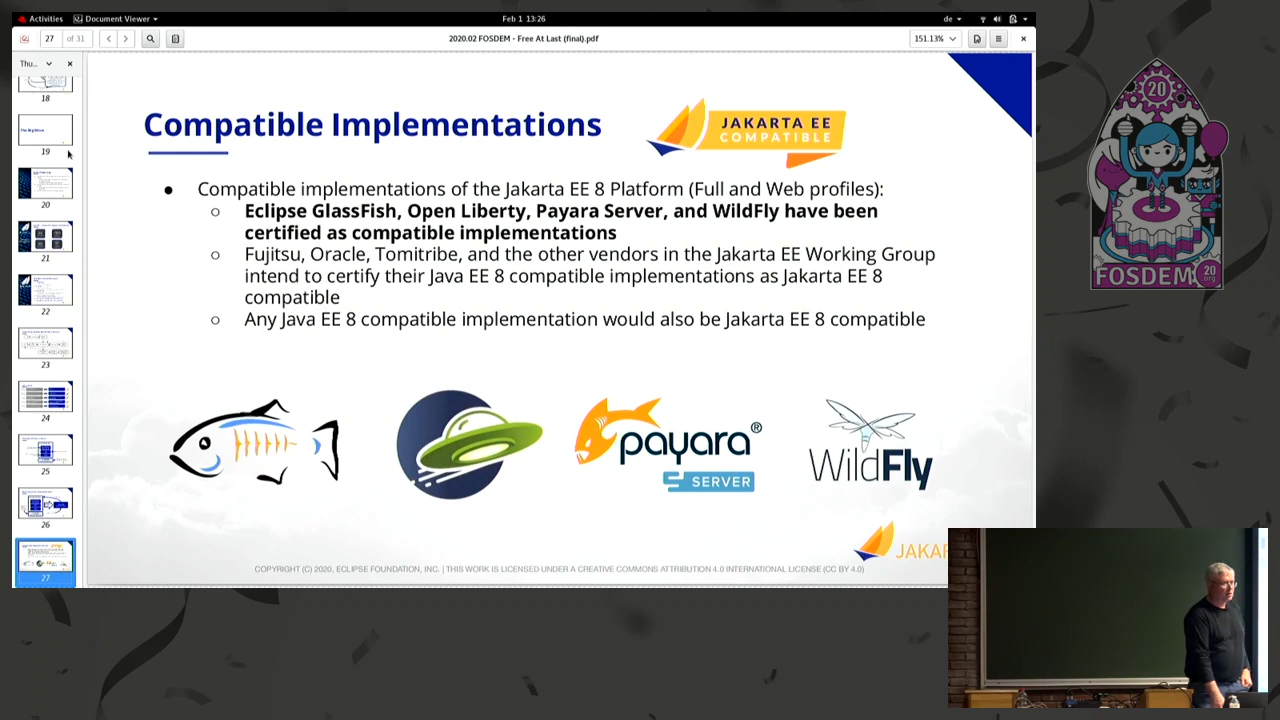 Activities Document Viewer Feb 1 13:26 de
27 of 31 2020.02 FOSDEM - Free At Last (final).pdf 151.13%
Thu...
18
19
20
21
22
23
24
25
26
27
Compatible Implementations
JAKARTA EE
COMPATIBLE
Compatible implementations of the Jakarta EE 8 Platform (Full and Web profiles):
Eclipse GlassFish, Open Liberty, Payara Server, and WildFly have been
certified as compatible implementations
Fujitsu, Oracle, Tomitribe, and the other vendors in the Jakarta EE Working Group
intend to certify their Java EE 8 compatible implementations as Jakarta EE 8
compatible
Any Java EE 8 compatible implementation would also be Jakarta EE 8 compatible
payara®
SERVER
WildFly
JAKAR
COPYRIGHT (C) 2020, ECLIPSE FOUNDATION, INC. | THIS WORK IS LICENSED UNDER A CREATIVE COMMONS ATTRIBUTION 4.0 INTERNATIONAL LICENSE (CC BY 4.0)
20
FOSDEM
20
.org